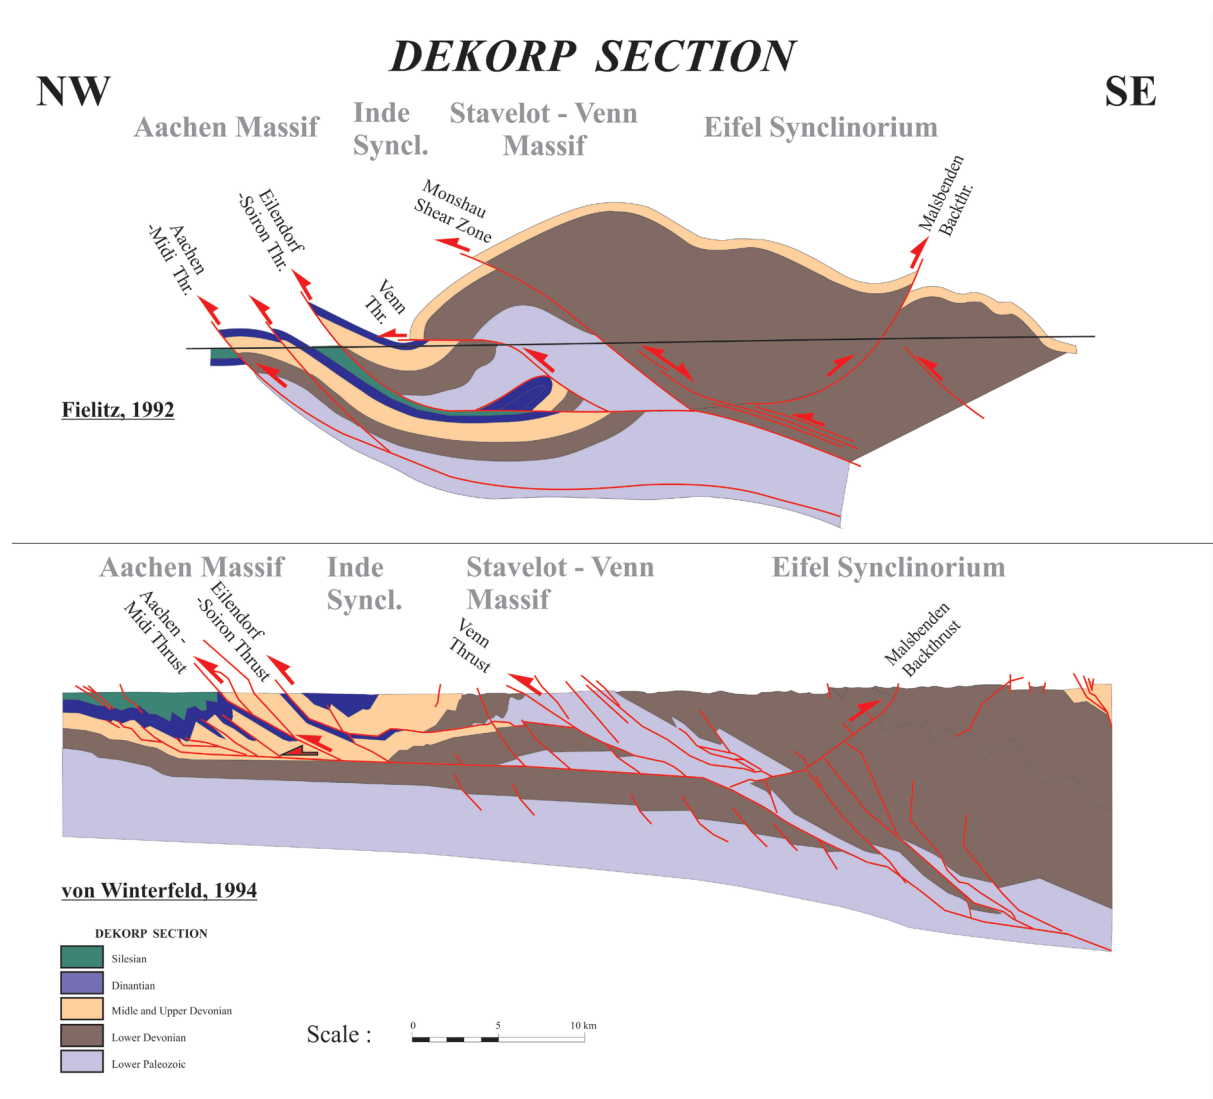 DEKORP SECTION
NW
SE
Aachen Massif
Inde
Syncl.
Stavelot - Venn
Massif
Eifel Synclinorium
Aachen
-Midi Thr.
Eilendorf
-Soiron Thr.
Venn
Thr.
Monshau
Shear Zone
Malsbenden
Backthr.
Fielitz, 1992
Aachen Massif
Inde
Syncl.
Stavelot - Venn
Massif
Eifel Synclinorium
Aachen -
Midi Thrust
Eilendorf
-Soiron Thrust
Venn
Thrust
Malsbenden
Backthrust
von Winterfeld, 1994
DEKORP SECTION
Silesian
Dinantian
Midle and Upper Devonian
Lower Devonian
Lower Paleozoic
Scale :
0 5 10 km